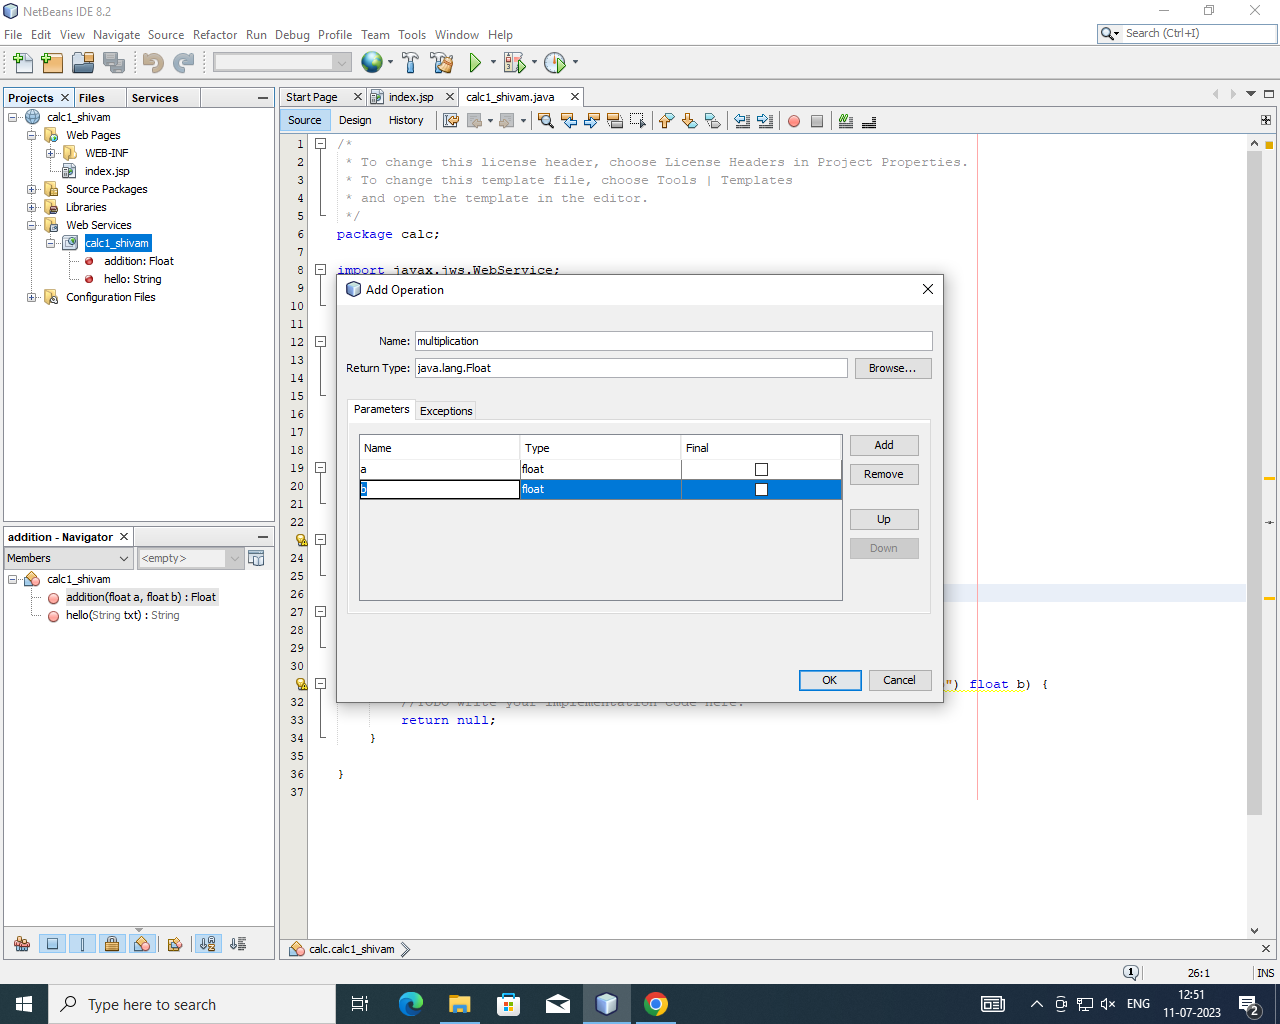 NetBeans IDE 8.2
File Edit View Navigate Source Refactor Run Debug Profile Team Tools Window Help
Search (Ctrl+I)
Projects Files Services
calc1_shivam
Web Pages
WEB-INF
index.jsp
Source Packages
Libraries
Web Services
calc1_shivam
addition: Float
hello: String
Configuration Files
addition - Navigator
Members <empty>
calc1_shivam
addition(float a, float b) : Float
hello(String txt) : String
Start Page index.jsp calc1_shivam.java
Source Design History
1 /*
2 * To change this license header, choose License Headers in Project Properties.
3 * To change this template file, choose Tools | Templates
4 * and open the template in the editor.
5 */
6 package calc;
7
8 import javax.jws.WebService;
9
10
11
12
13
14
15
16
17
18
19
20
21
22
24
25
26
27
28
29
30
") float b) {
32 //TODO write your implementation code here:
33 return null;
34 }
35
36 }
37
Add Operation
Name: multiplication
Return Type: java.lang.Float Browse...
Parameters Exceptions
Name Type Final
a float
b float
Add
Remove
Up
Down
OK Cancel
calc.calc1_shivam
1 26:1 INS
Type here to search
ENG
12:51
11-07-2023
2